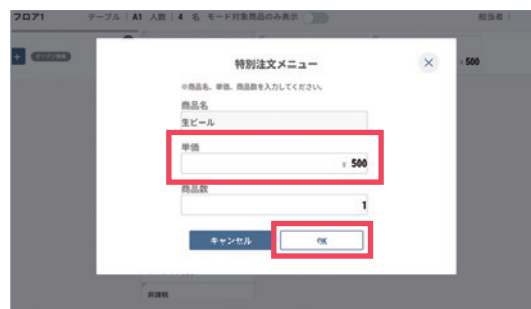 フロア1 テーブル | A1 人数 | 4 名 モード対象商品のみ表示 担当者
+ オープン価格 ¥ 500
特別注文メニュー
※商品名、単価、商品数を入力してください。
商品名
生ビール
単価
¥ 500
商品数
1
キャンセル OK
非課税